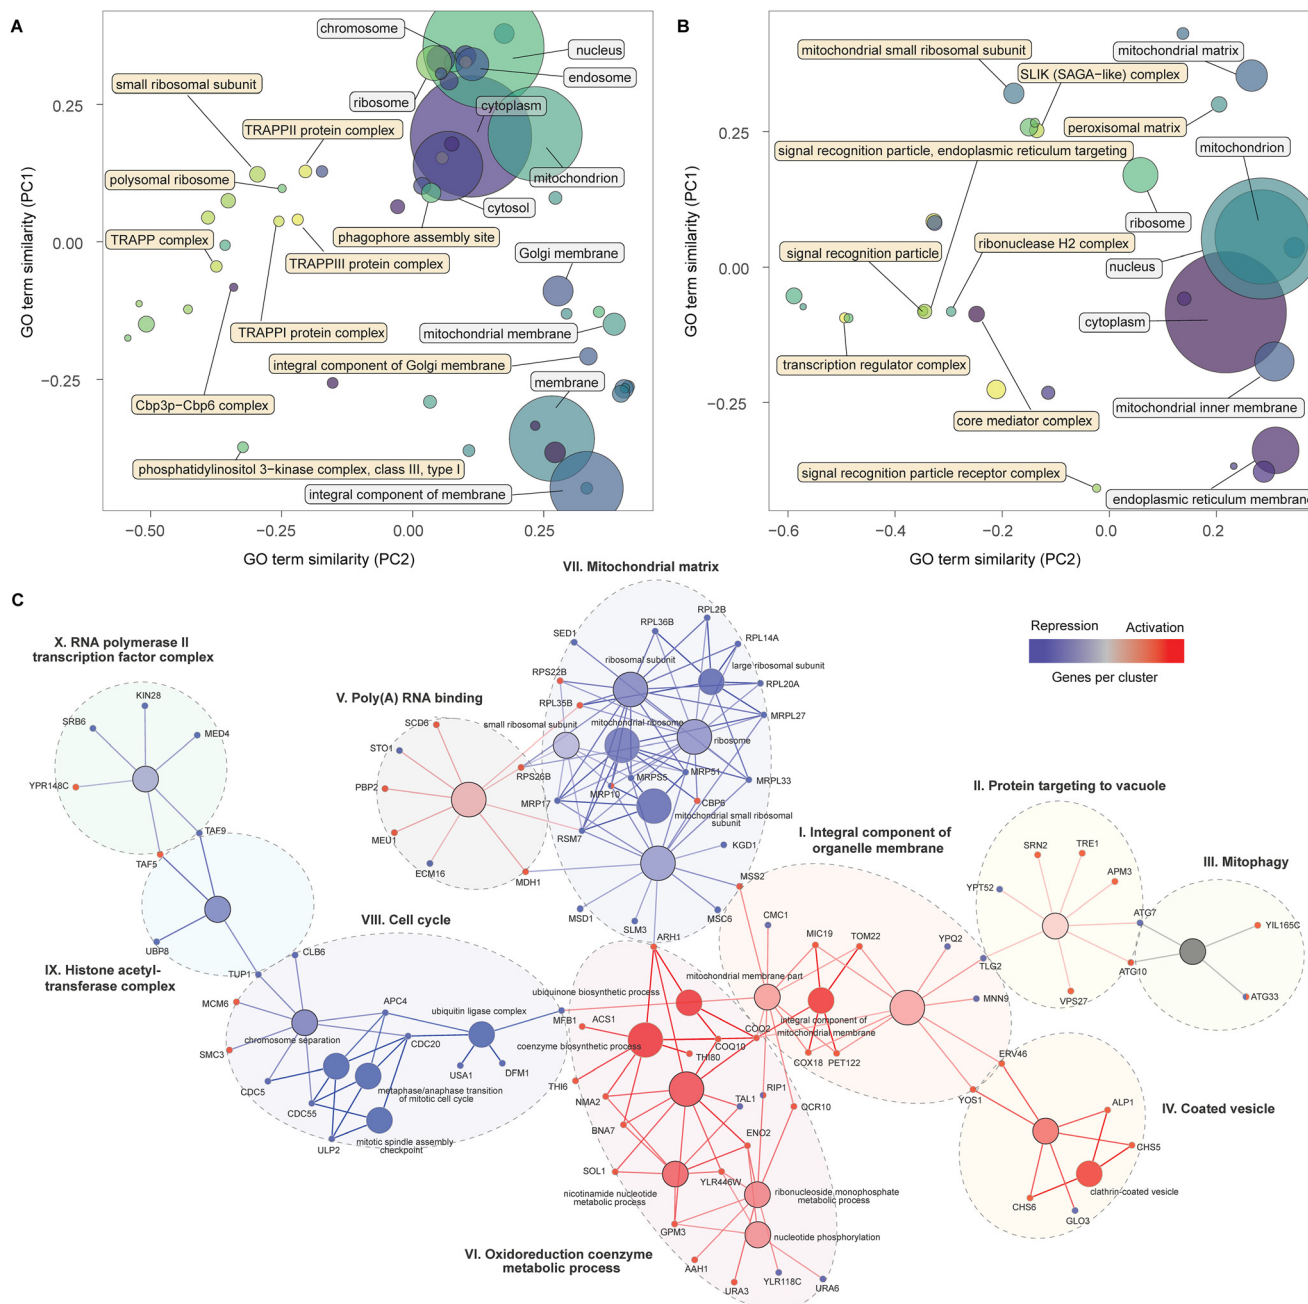 A
chromosome
nucleus
endosome
small ribosomal subunit
ribosome
cytoplasm
0.25
TRAPPII protein complex
polysomal ribosome
mitochondrion
cytosol
phagophore assembly site
TRAPP complex
0.00
Golgi membrane
TRAPPIII protein complex
TRAPPI protein complex
mitochondrial membrane
integral component of Golgi membrane
membrane
−0.25
Cbp3p−Cbp6 complex
phosphatidylinositol 3−kinase complex, class III, type I
integral component of membrane
GO term similarity (PC1)
−0.50
−0.25
0.00
0.25
GO term similarity (PC2)
B
mitochondrial small ribosomal subunit
mitochondrial matrix
SLIK (SAGA−like) complex
peroxisomal matrix
0.25
signal recognition particle, endoplasmic reticulum targeting
mitochondrion
ribosome
ribonuclease H2 complex
signal recognition particle
nucleus
0.00
cytoplasm
transcription regulator complex
mitochondrial inner membrane
core mediator complex
−0.25
signal recognition particle receptor complex
endoplasmic reticulum membrane
GO term similarity (PC1)
−0.6
−0.4
−0.2
0.0
0.2
GO term similarity (PC2)
C
VII. Mitochondrial matrix
Repression
Activation
Genes per cluster
X. RNA polymerase II
transcription factor complex
KIN28
SRB6
MED4
YPR148C
TAF9
TAF5
UBP8
TUP1
IX. Histone acetyl-
transferase complex
V. Poly(A) RNA binding
SCD6
STO1
PBP2
MEU1
ECM16
MDH1
RPS26B
SED1
RPL36B
RPL2B
RPL14A
ribosomal subunit
large ribosomal subunit
RPS22B
RPL20A
RPL35B
MRPL27
small ribosomal subunit
mitochondrial ribosome
ribosome
MRP51
MRPS5
MRPL33
MRP10
MRP17
CBP6
mitochondrial small ribosomal
subunit
RSM7
KGD1
MSS2
MSD1
SLM3
MSC6
ARH1
I. Integral component of
organelle membrane
CMC1
MIC19
TOM22
YPQ2
TLG2
MNN9
mitochondrial membrane part
integral component of
mitochondrial membrane
COQ2
COX18
PET122
ERV46
YOS1
II. Protein targeting to vacuole
SRN2
TRE1
APM3
YPT52
ATG7
ATG10
VPS27
III. Mitophagy
YIL165C
ATG33
IV. Coated vesicle
ALP1
CHS5
clathrin-coated vesicle
CHS6
GLO3
VIII. Cell cycle
CLB6
MCM6
APC4
ubiquitin ligase complex
MFB1
chromosome separation
CDC20
SMC3
USA1
DFM1
CDC5
metaphase/anaphase transition
of mitotic cell cycle
CDC55
mitotic spindle assembly
checkpoint
ULP2
ubiquinone biosynthetic process
ACS1
coenzyme biosynthetic process
COQ10
THI80
THI6
NMA2
TAL1
RIP1
QCR10
BNA7
ENO2
SOL1
YLR446W
nicotinamide nucleotide
metabolic process
ribonucleoside monophosphate
metabolic process
GPM3
nucleotide phosphorylation
AAH1
URA3
YLR118C
URA6
VI. Oxidoreduction coenzyme
metabolic process